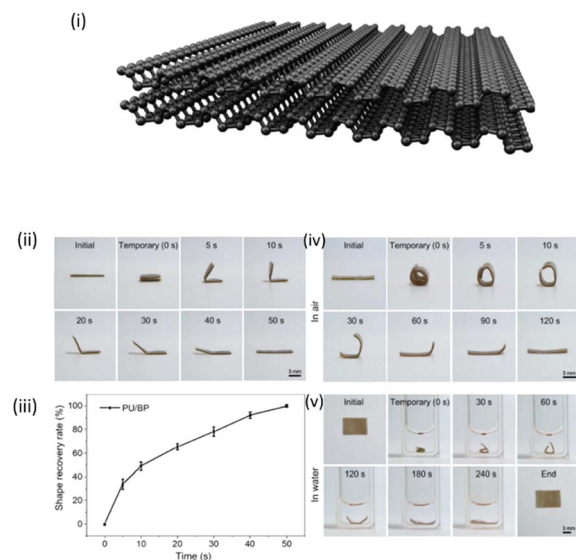 (i)
(ii)
Initial
Temporary (0 s)
5 s
10 s
20 s
30 s
40 s
50 s
3 mm
(iii)
PU/BP
Shape recovery rate (%)
100
80
60
40
20
0
0 10 20 30 40 50
Time (s)
(iv)
In air
Initial
Temporary (0 s)
5 s
10 s
30 s
60 s
90 s
120 s
3 mm
(v)
In water
Initial
Temporary (0 s)
30 s
60 s
120 s
180 s
240 s
End
3 mm